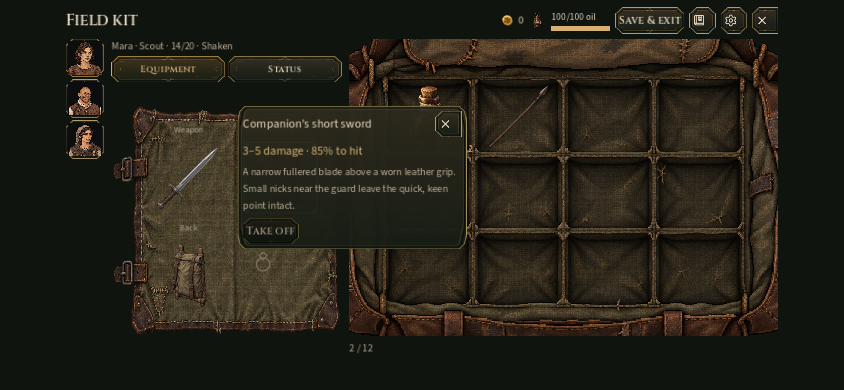 FIELD KIT
0
100/100 oil
SAVE & EXIT
Mara · Scout · 14/20 · Shaken
EQUIPMENT
STATUS
Weapon
Companion's short sword
3–5 damage · 85% to hit
A narrow fullered blade above a worn leather grip.
Small nicks near the guard leave the quick, keen
point intact.
TAKE OFF
Back
2
2 / 12